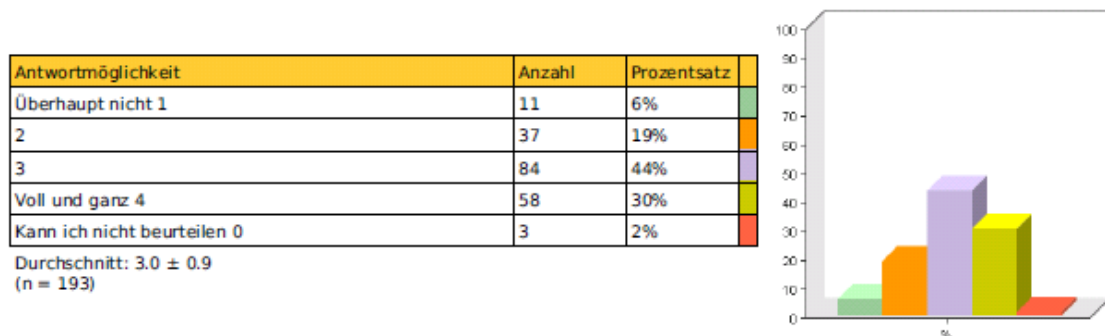 Antwortmöglichkeit Anzahl Prozentsatz
Überhaupt nicht 1 11 6%
2 37 19%
3 84 44%
Voll und ganz 4 58 30%
Kann ich nicht beurteilen 0 3 2%
Durchschnitt: 3.0 ± 0.9
(n = 193)
100
90
80
70
60
50
40
30
20
10
0
%